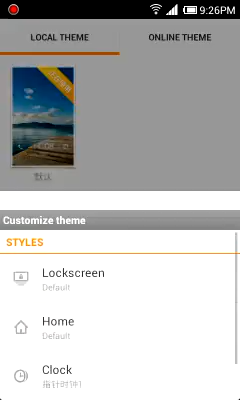 9:26PM
LOCAL THEME
ONLINE THEME
默认
Customize theme
STYLES
Lockscreen
Default
Home
Default
Clock
指针时钟1